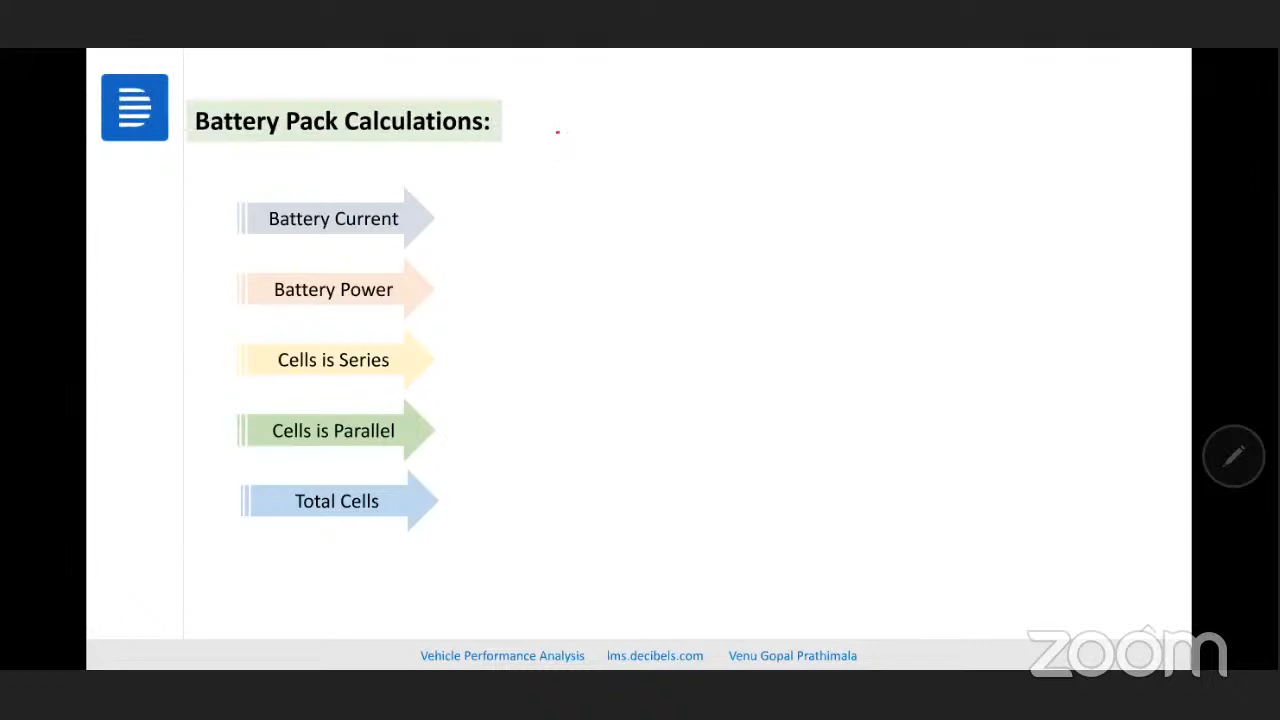 Battery Pack Calculations:
Battery Current
Battery Power
Cells is Series
Cells is Parallel
Total Cells
Vehicle Performance Analysis lms.decibels.com Venu Gopal Prathimala
zoom